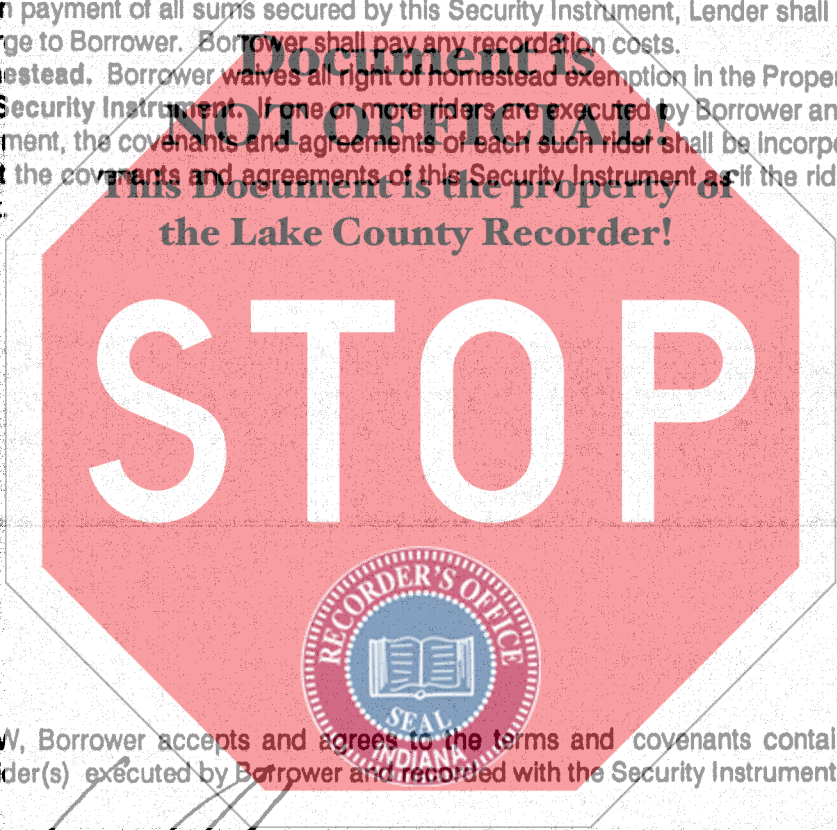 n payment of all sums secured by this Security Instrument, Lender shall
ge to Borrower. Borrower shall pay any recordation costs.
Document is
estead. Borrower waives all right of homestead exemption in the Proper
Security Instrument. If one or more riders are executed by Borrower an
NOT OFFICIAL!
ment, the covenants and agreements of each such rider shall be incorpo
t the covenants and agreements of this Security Instrument as if the rid
This Document is the property of
the Lake County Recorder!
STOP
RECORDER'S OFFICE
SEAL
INDIANA
W, Borrower accepts and agrees to the terms and covenants contai
der(s) executed by Borrower and recorded with the Security Instrument